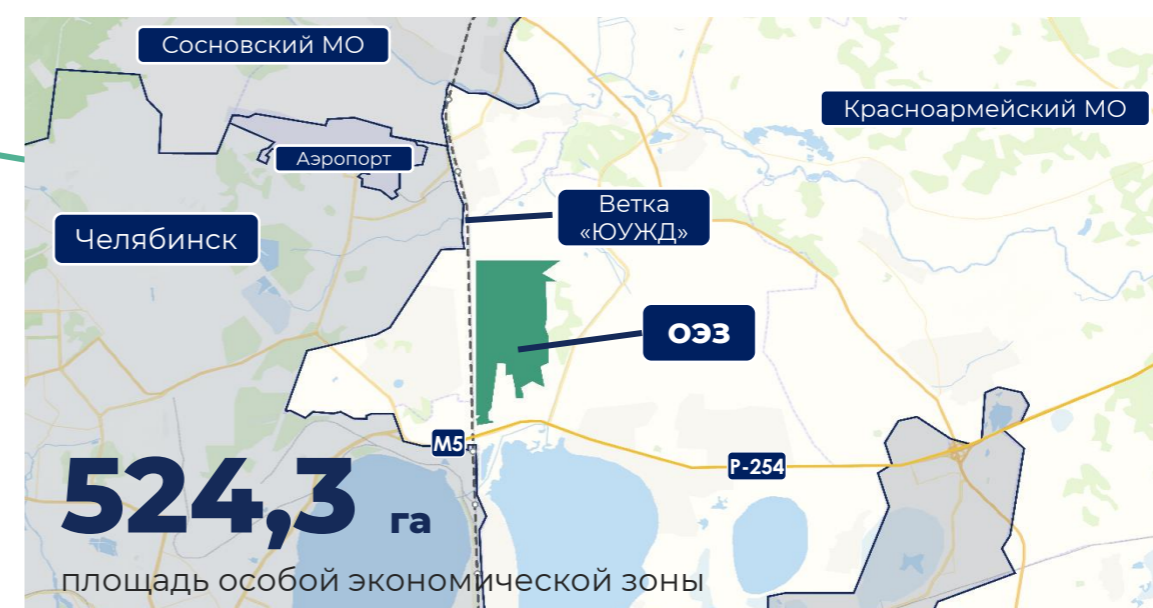 Сосновский МО
Красноармейский МО
Аэропорт
Ветка
«ЮУЖД»
Челябинск
ОЭЗ
М5
Р-254
524,3 га
площадь особой экономической зоны